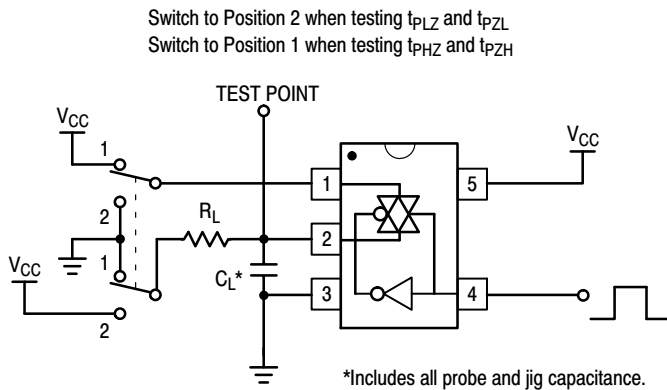 Switch to Position 2 when testing tPLZ and tPZL
Switch to Position 1 when testing tPHZ and tPZH
TEST POINT
VCC
VCC
1
1
5
RL
2
2
1
VCC
CL*
3
4
2
*Includes all probe and jig capacitance.